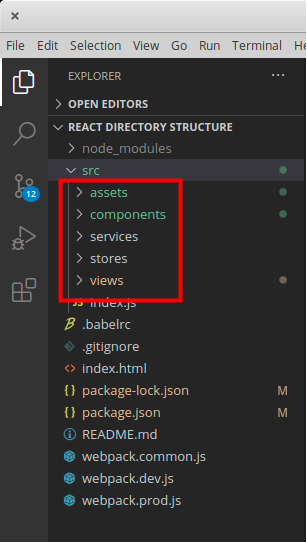 File Edit Selection View Go Run Terminal He
EXPLORER
OPEN EDITORS
REACT DIRECTORY STRUCTURE
node_modules
src
assets
components
12
services
stores
views
JS index.js
.babelrc
.gitignore
index.html
package-lock.json M
package.json M
README.md
webpack.common.js
webpack.dev.js
webpack.prod.js